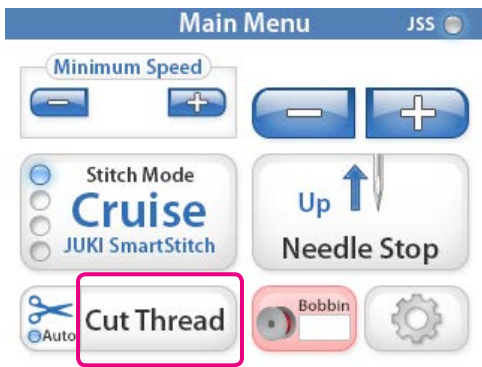 Main Menu
JSS
Minimum Speed
Stitch Mode
Cruise
JUKI SmartStitch
Up
Needle Stop
Auto
Cut Thread
Bobbin